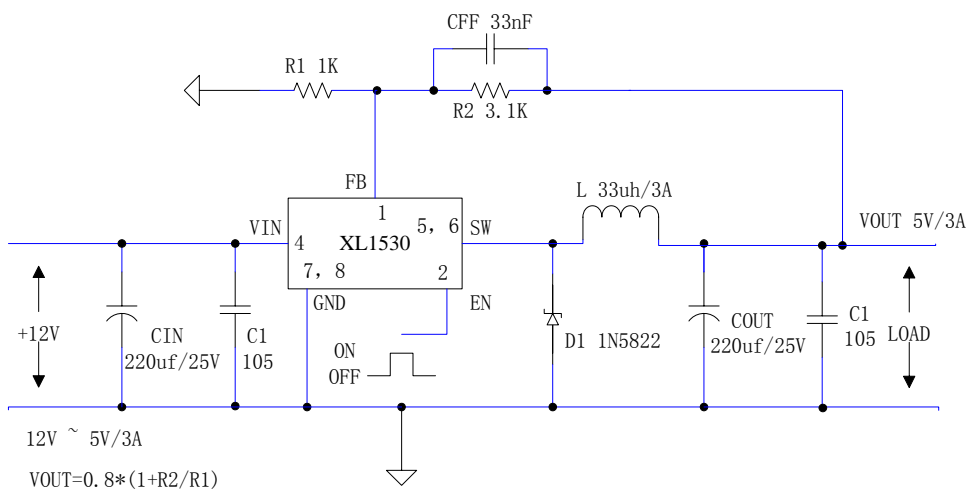 CFF 33nF
R1 1K
R2 3.1K
FB
L 33uh/3A
VIN
1
5, 6
SW
VOUT 5V/3A
4
XL1530
7, 8
2
GND
EN
+12V
CIN
220uf/25V
C1
105
ON
OFF
D1 1N5822
COUT
220uf/25V
C1
105
LOAD
12V ~ 5V/3A
VOUT=0.8*(1+R2/R1)